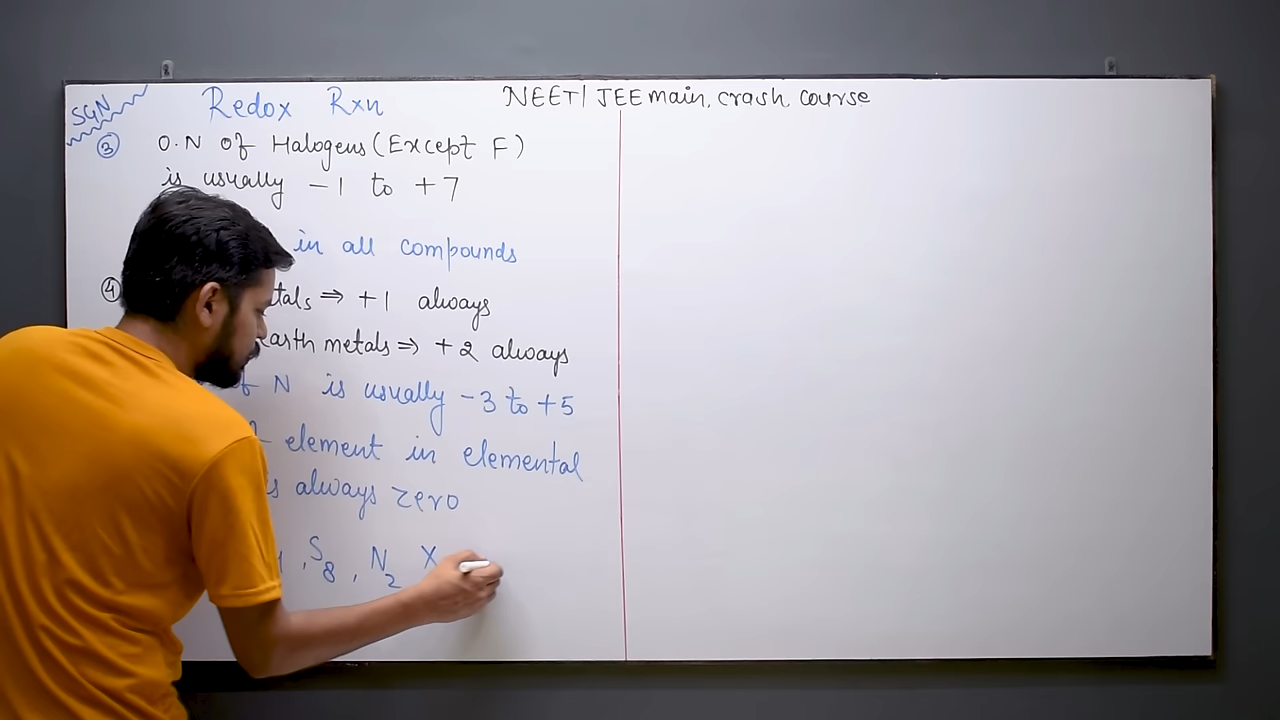 SGN
Redox Rxn
NEET/ JEE main, crash course
③ O.N of Halogens (Except F)
is usually -1 to +7
in all compounds
④ tals ⇒ +1 always
earth metals ⇒ +2 always
f N is usually -3 to +5
element in elemental
s always zero
, S8, N2 X